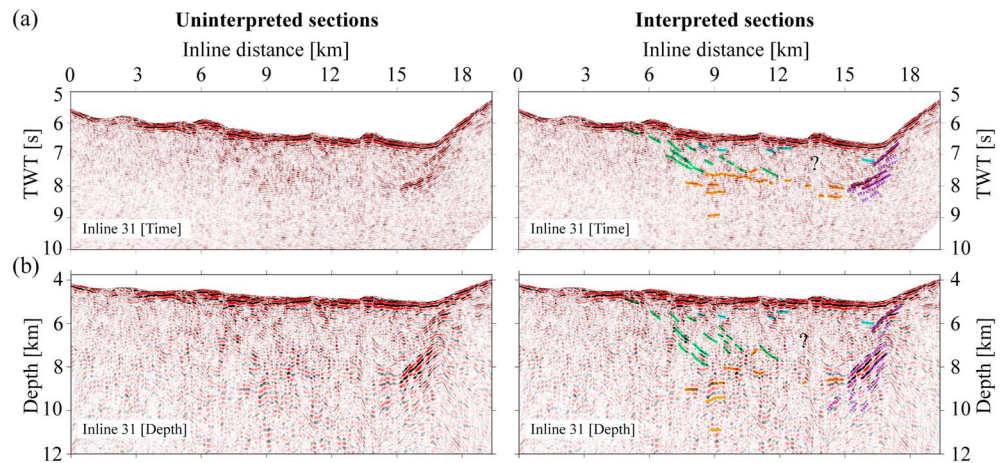 (a)
Uninterpreted sections
Interpreted sections
Inline distance [km]
Inline distance [km]
0 3 6 9 12 15 18
0 3 6 9 12 15 18
5
6
7
8
9
10
TWT [s]
Inline 31 [Time]
?
Inline 31 [Time]
5
6
7
8
9
10
TWT [s]
(b)
4
6
8
10
12
Depth [km]
Inline 31 [Depth]
?
Inline 31 [Depth]
4
6
8
10
12
Depth [km]